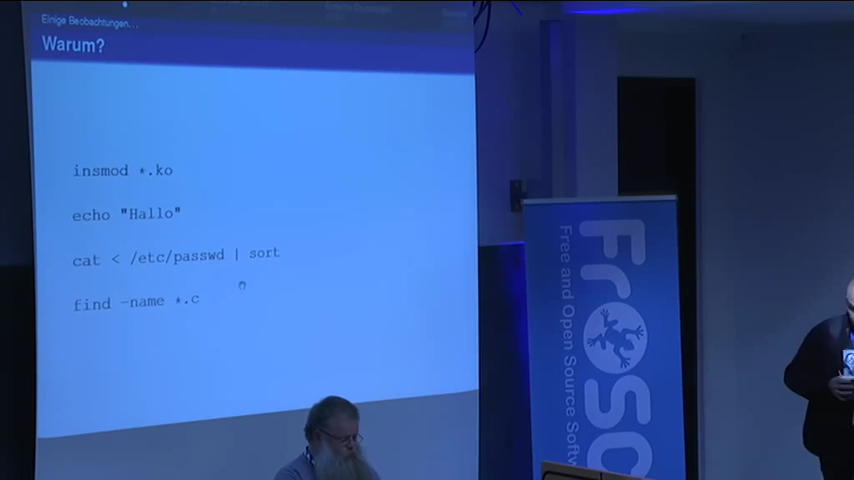 Einige Beobachtungen...
Warum?
insmod *.ko
echo "Hallo"
cat < /etc/passwd | sort
find -name *.c
FrOSC
Free and Open Source Softw